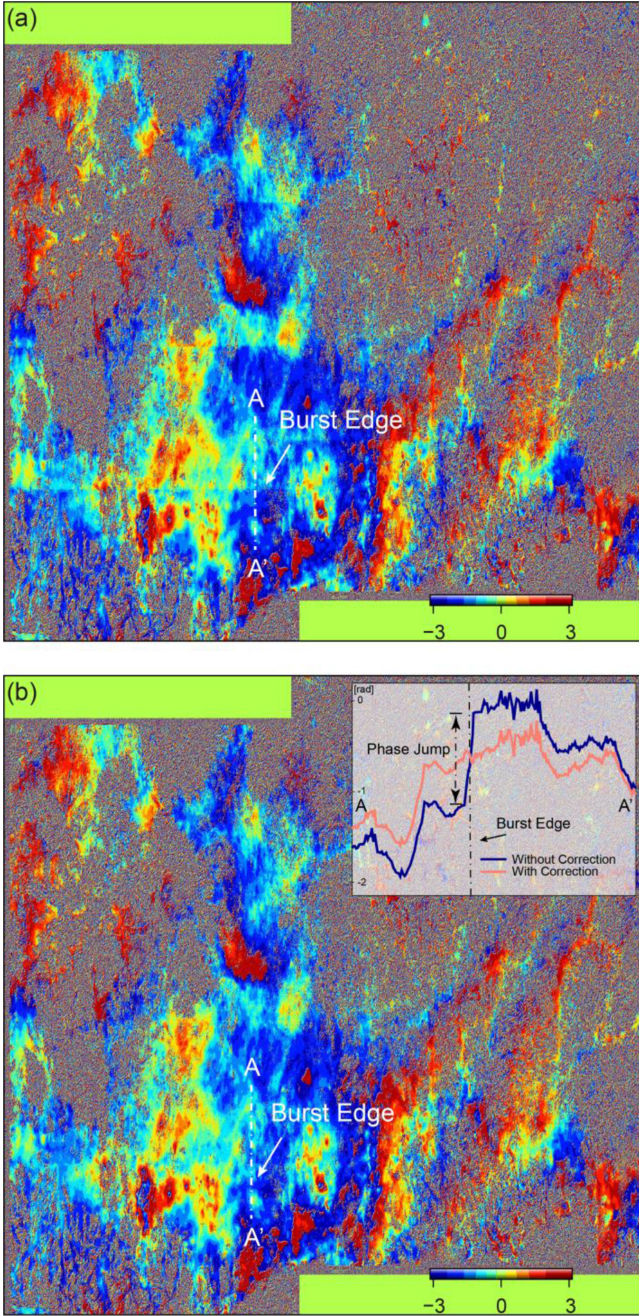 (a)
A
Burst Edge
A'
−3 0 3
(b)
[rad]
0
Phase Jump
-1
A
A'
Burst Edge
Without Correction
With Correction
-2
A
Burst Edge
A'
−3 0 3